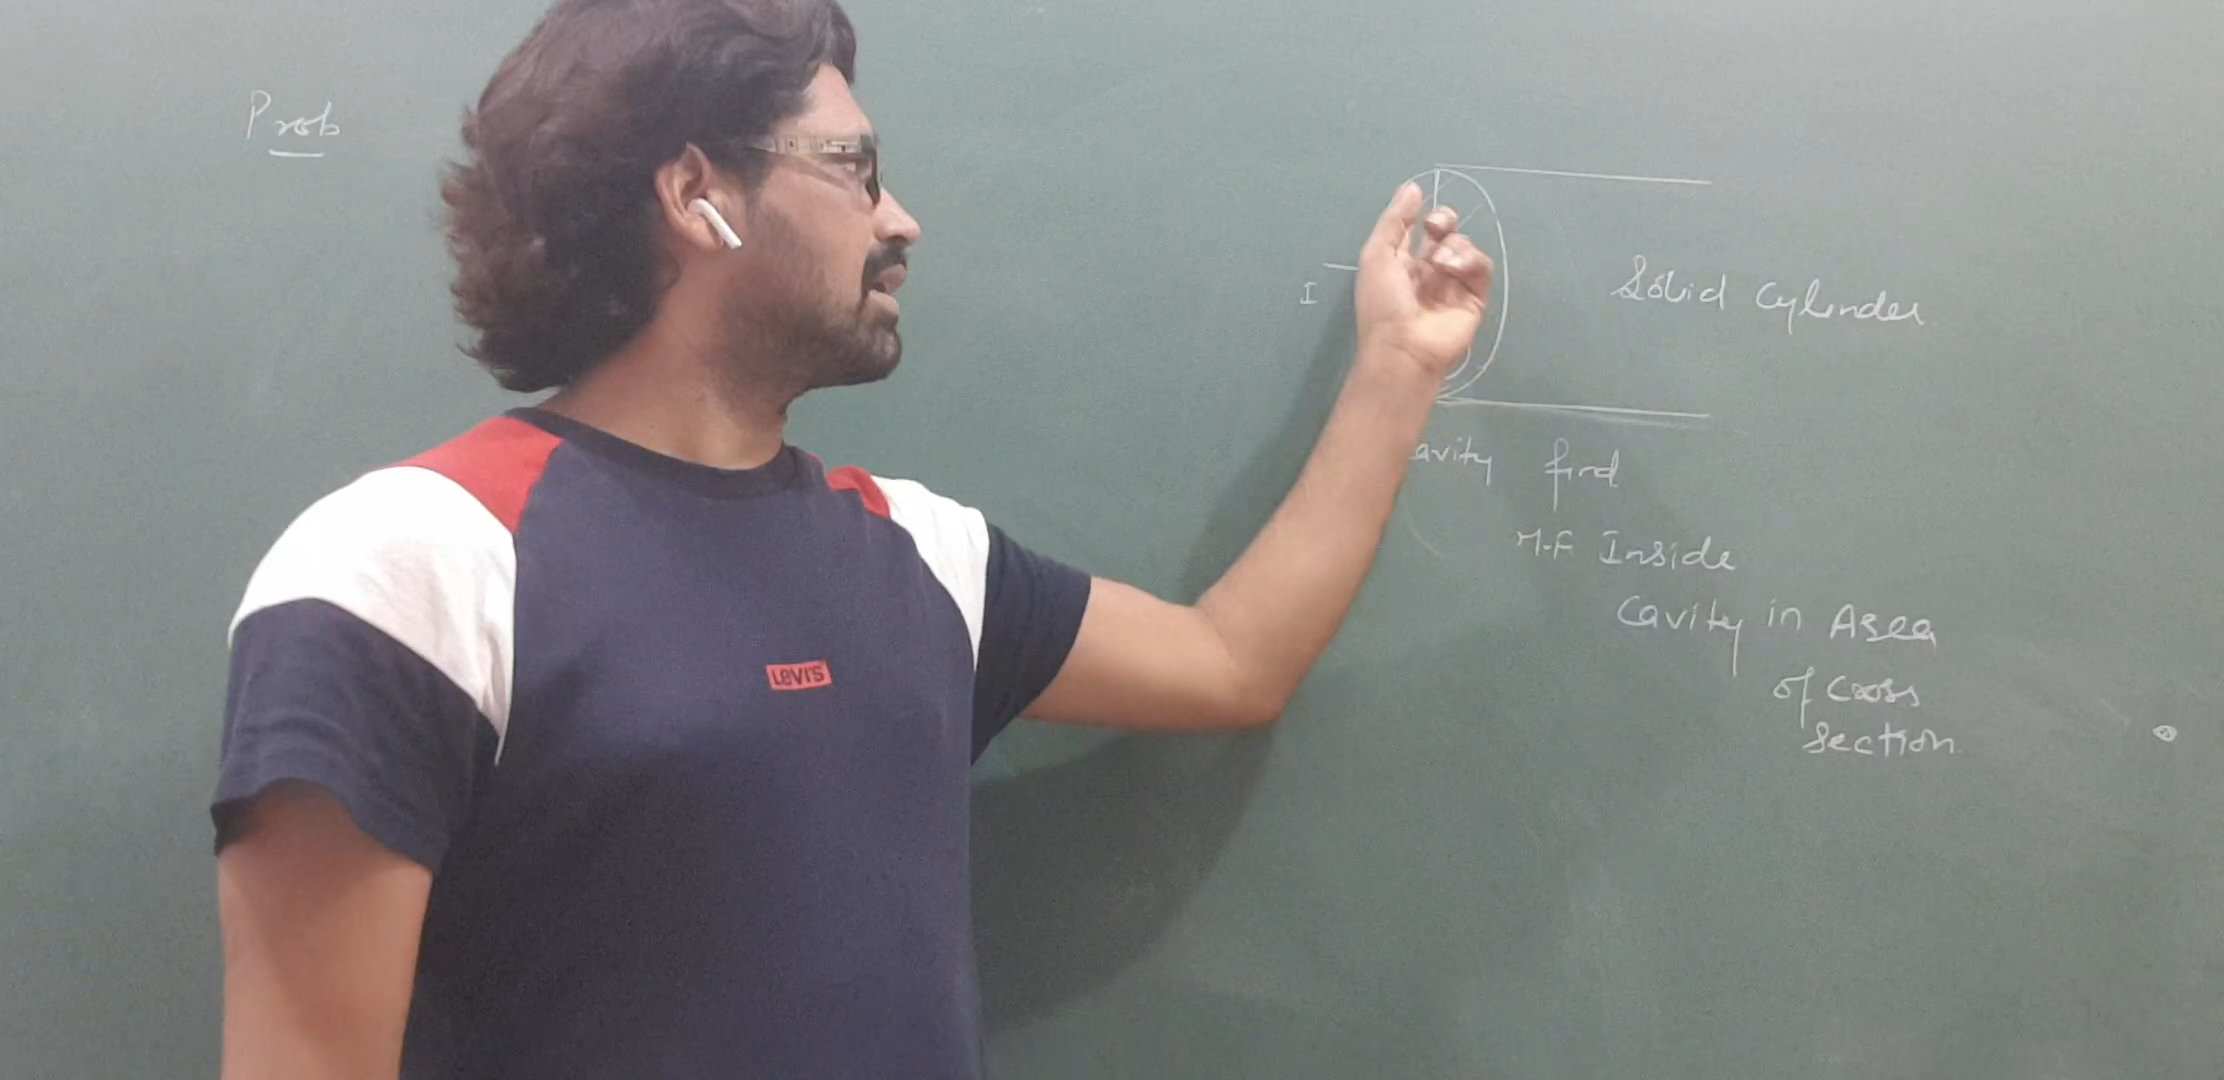 Prob
I
Solid Cylinder
avity find
M.F Inside
Cavity in Area
of Cross
Section
Levi's